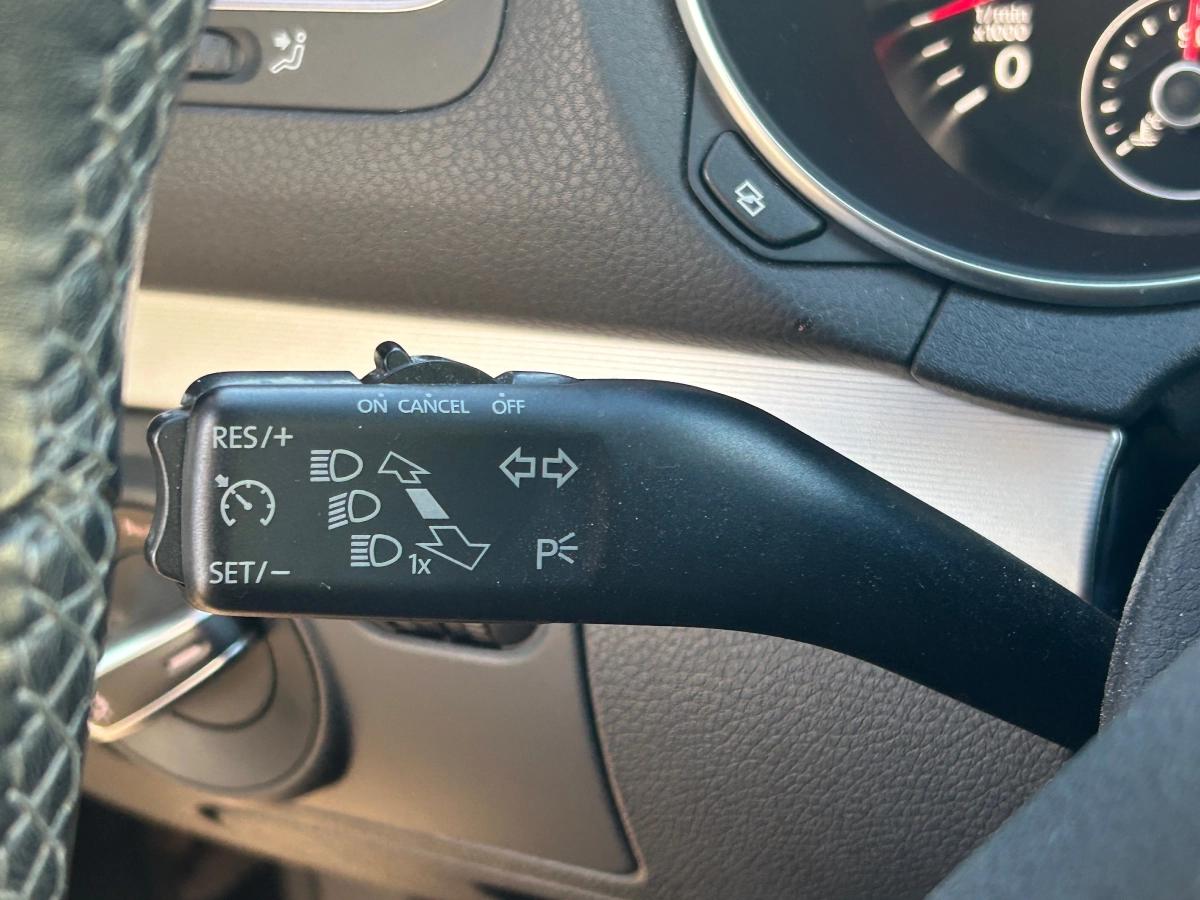 1/min
x1000
0
ON CANCEL OFF
RES/+
1x
SET/−
P